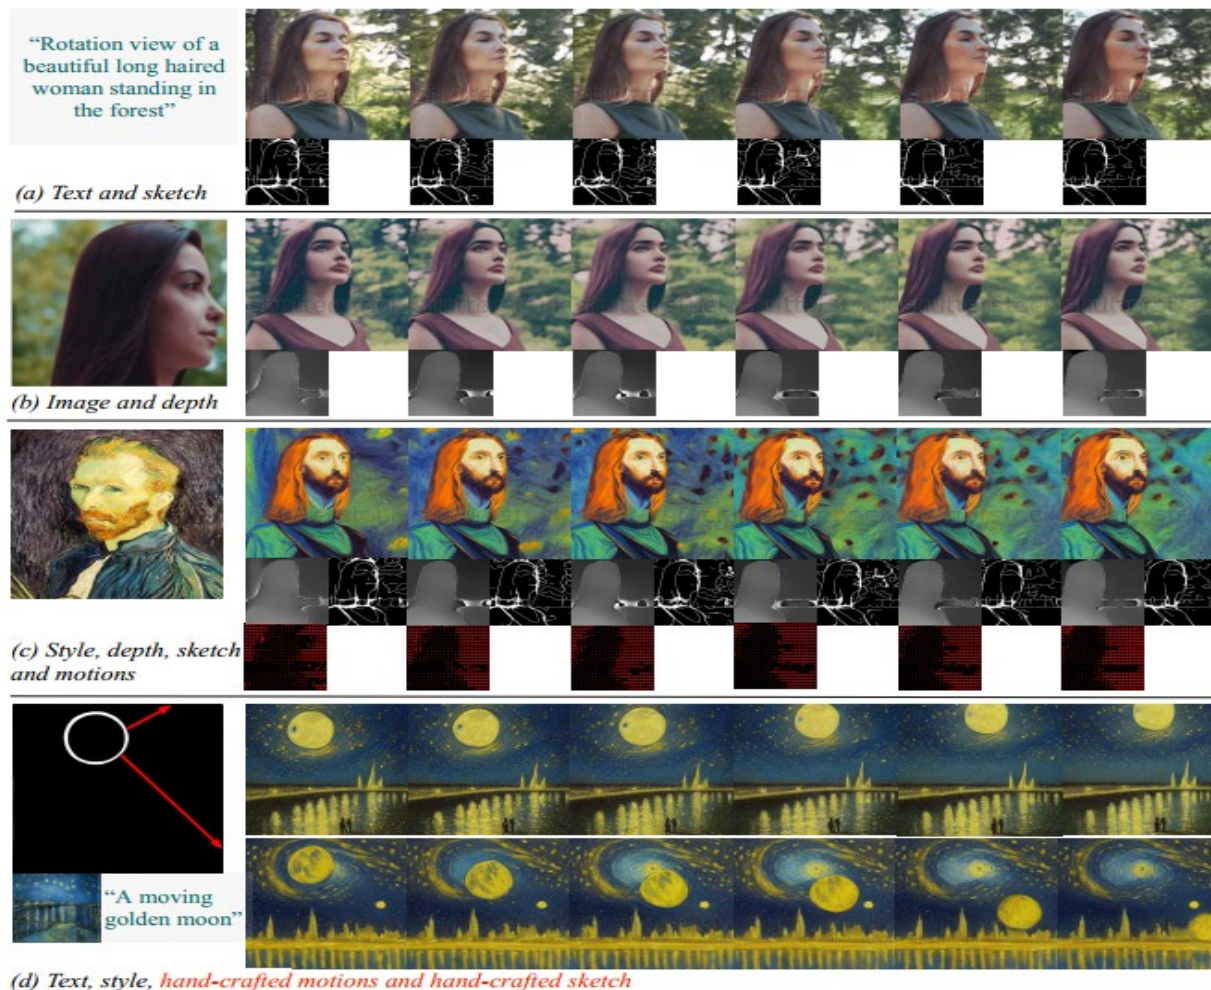 “Rotation view of a
beautiful long haired
woman standing in
the forest”
(a) Text and sketch
(b) Image and depth
(c) Style, depth, sketch
and motions
“A moving
golden moon”
(d) Text, style, hand-crafted motions and hand-crafted sketch